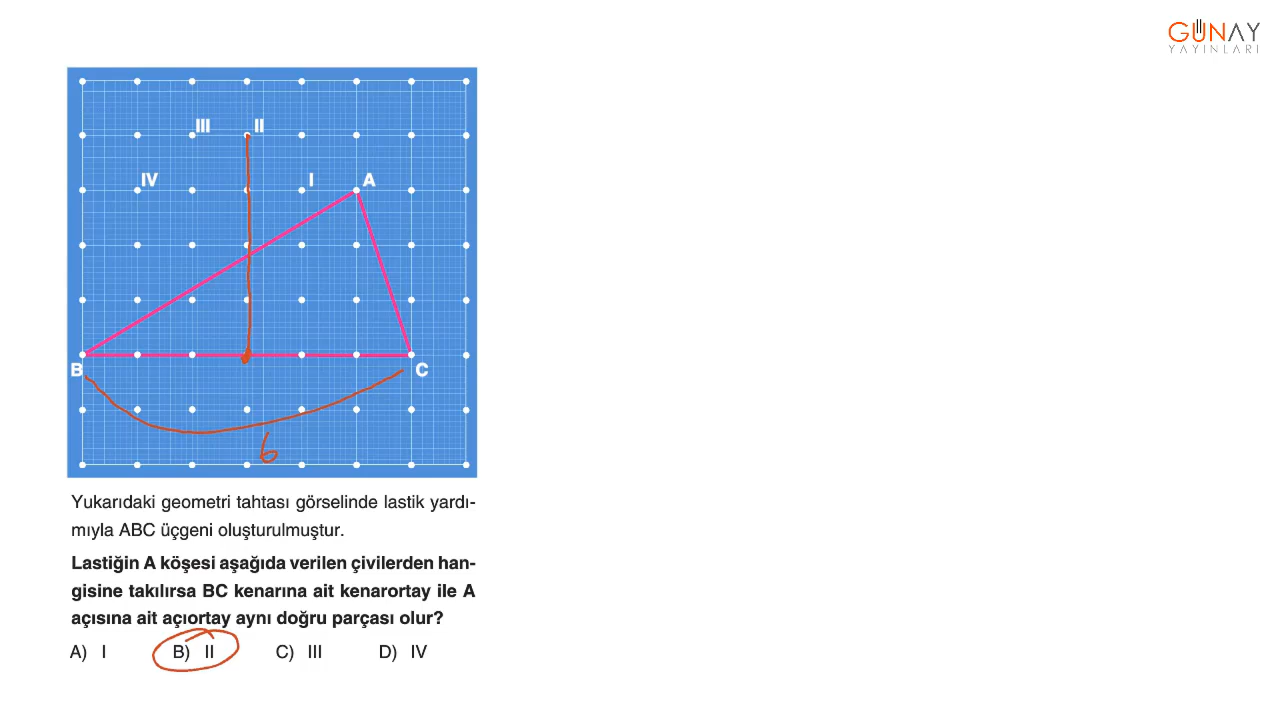 GÜNAY
YAYINLARI
III II
IV I A
B C
6
Yukarıdaki geometri tahtası görselinde lastik yardı-
mıyla ABC üçgeni oluşturulmuştur.
Lastiğin A köşesi aşağıda verilen çivilerden han-
gisine takılırsa BC kenarına ait kenarortay ile A
açısına ait açıortay aynı doğru parçası olur?
A) I B) II C) III D) IV